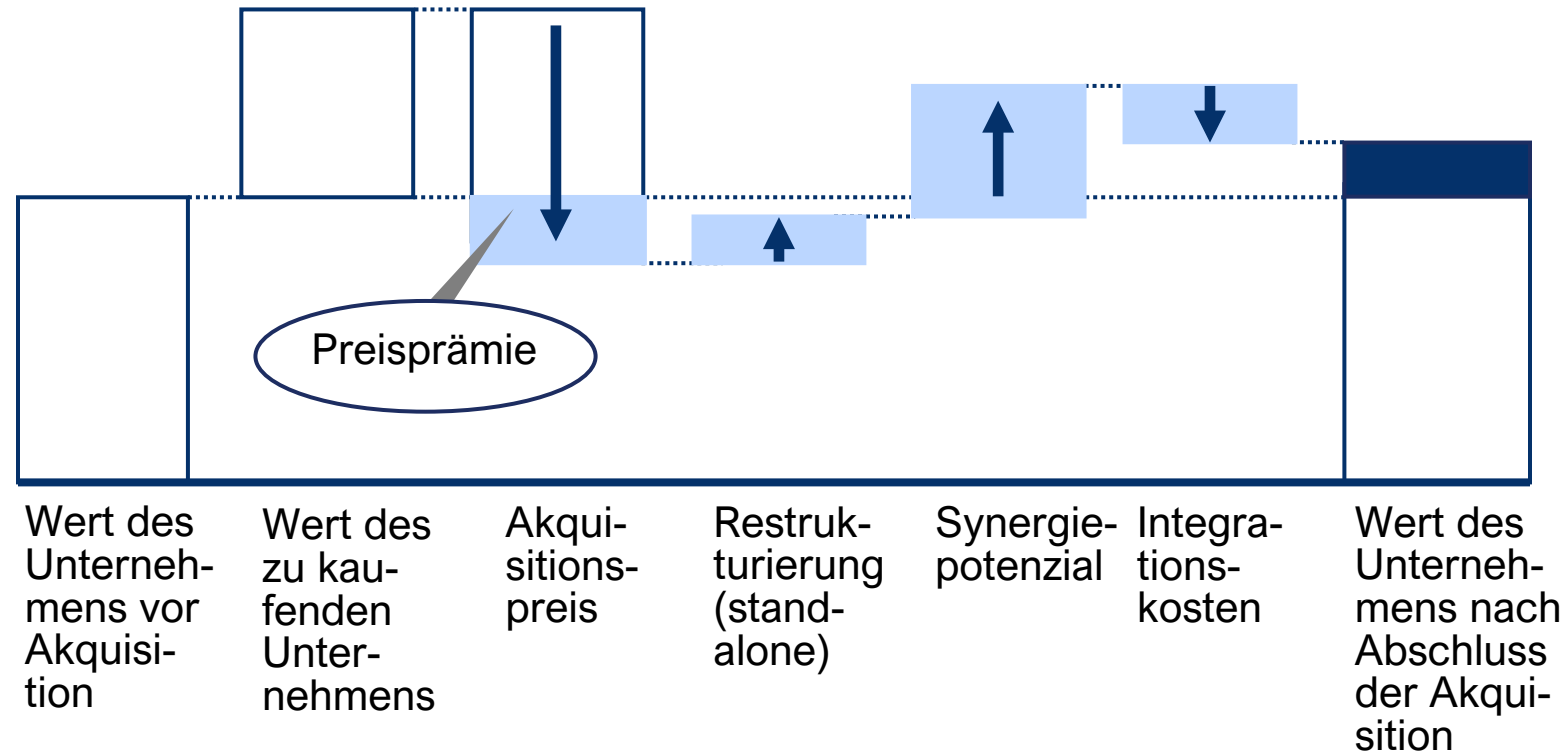 Preisprämie
Wert des
Unterneh-
mens vor
Akquisi-
tion
Wert des
zu kau-
fenden
Unter-
nehmens
Akqui-
sitions-
preis
Restruk-
turierung
(stand-
alone)
Synergie-
potenzial
Integra-
tions-
kosten
Wert des
Unterneh-
mens nach
Abschluss
der Akqui-
sition